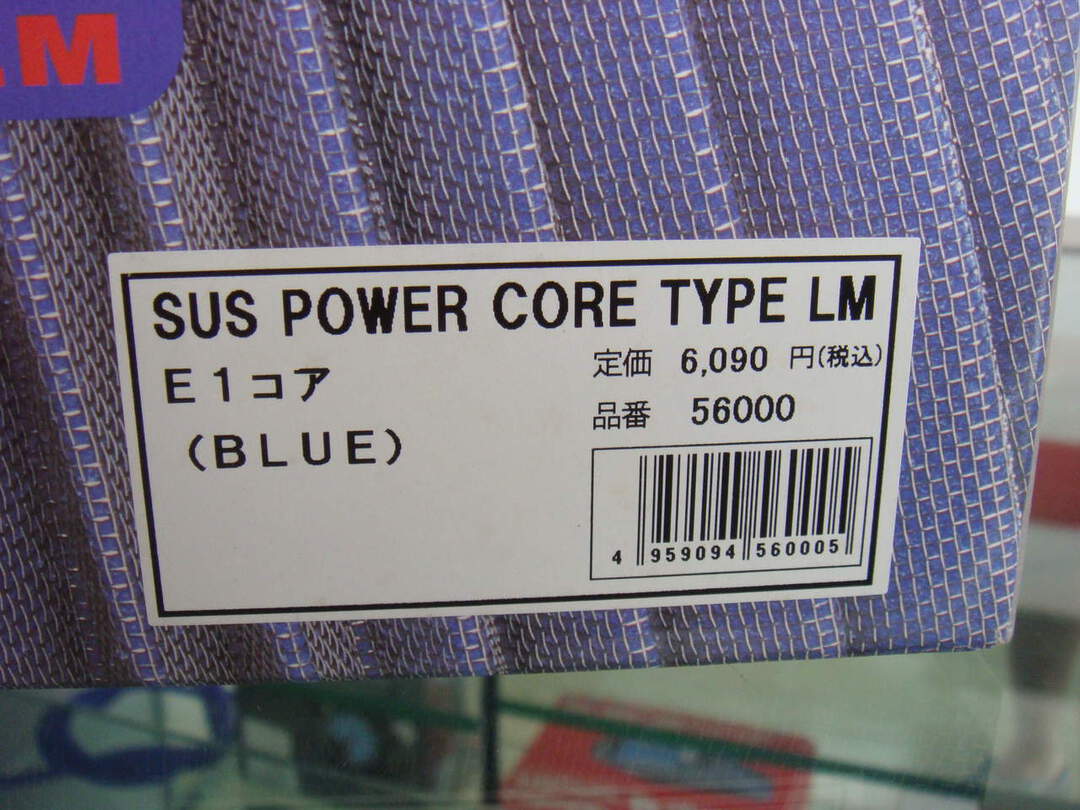 LM
SUS POWER CORE TYPE LM
E1コア
定価 6,090 円(税込)
品番 56000
(BLUE)
4 959094 560005